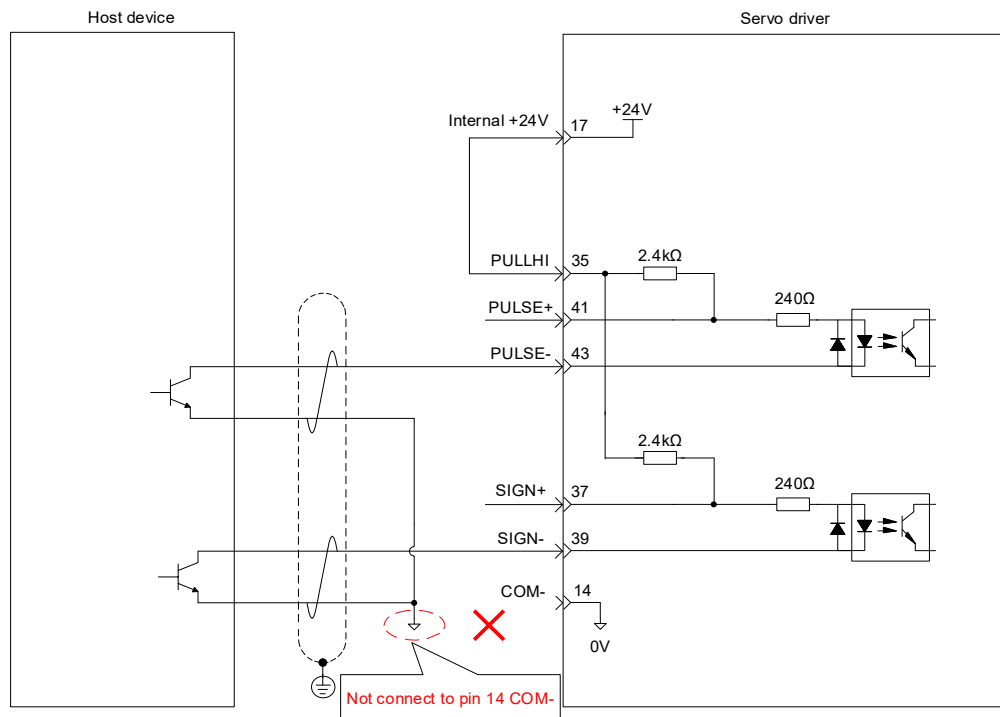 Host device
Servo driver
Internal +24V
17
+24V
PULLHI
35
2.4kΩ
PULSE+
41
240Ω
PULSE-
43
2.4kΩ
SIGN+
37
240Ω
SIGN-
39
COM-
14
0V
Not connect to pin 14 COM-